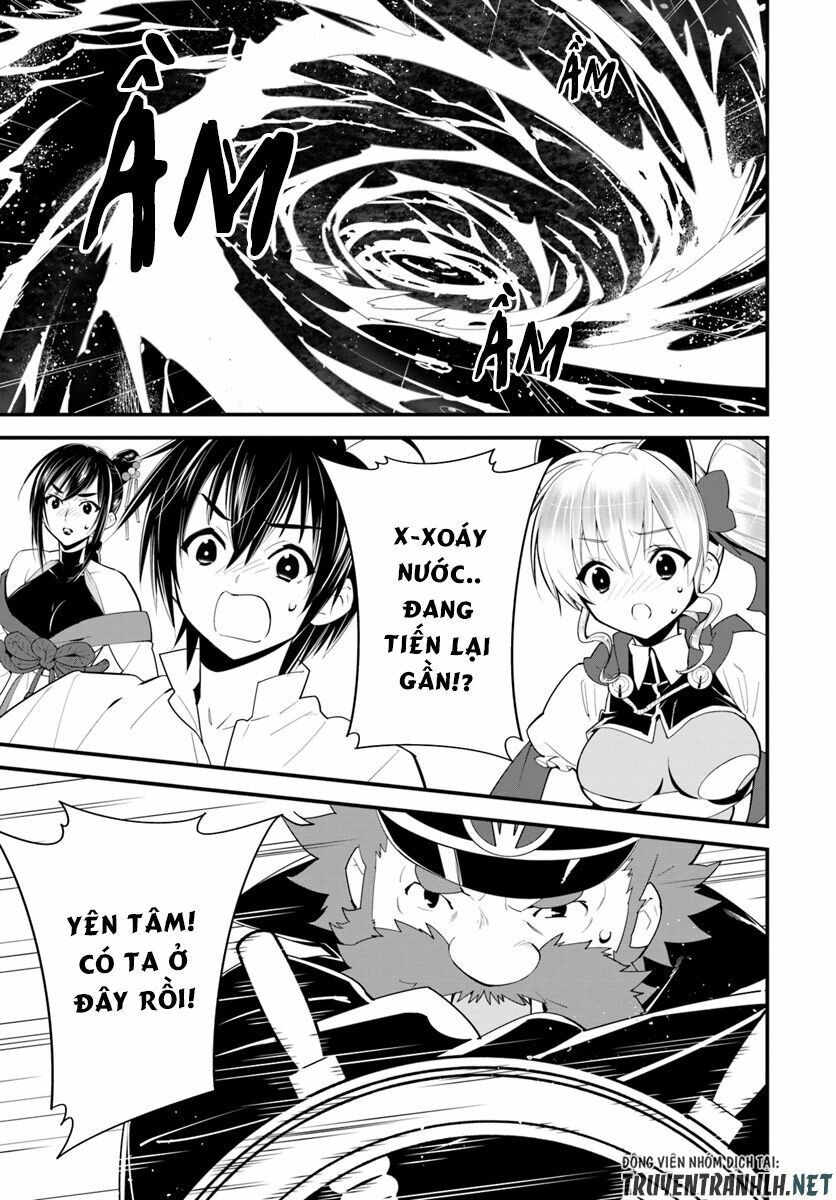 ẦM
ẦM
ẦM
X-XOÁY
NƯỚC..
ĐANG
TIẾN LẠI
GẦN!?
YÊN TÂM!
CÓ TA Ở
ĐÂY RỒI!
ĐỘNG VIÊN NHÓM DỊCH TẠI:
TRUYENTRANHLH.NET